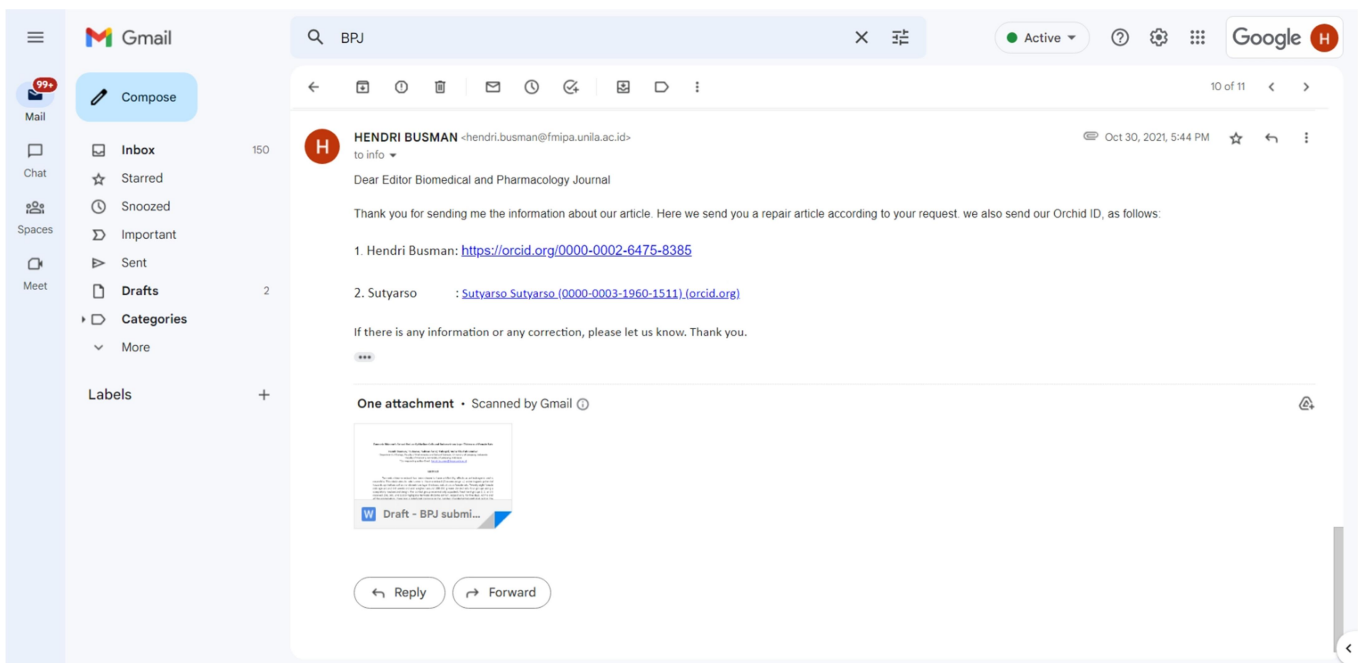 Gmail
BPJ
Active
Google H
99+
Mail
Compose
10 of 11
Chat
Spaces
Meet
Inbox 150
Starred
Snoozed
Important
Sent
Drafts 2
Categories
More
Labels
H
HENDRI BUSMAN <hendri.busman@fmipa.unila.ac.id>
Oct 30, 2021, 5:44 PM
to info
Dear Editor Biomedical and Pharmacology Journal
Thank you for sending me the information about our article. Here we send you a repair article according to your request. we also send our Orchid ID, as follows:
1. Hendri Busman: https://orcid.org/0000-0002-6475-8385
2. Sutyarso : Sutyarso Sutyarso (0000-0003-1960-1511) (orcid.org)
If there is any information or any correction, please let us know. Thank you.
One attachment • Scanned by Gmail
W Draft - BPJ submi...
Reply
Forward